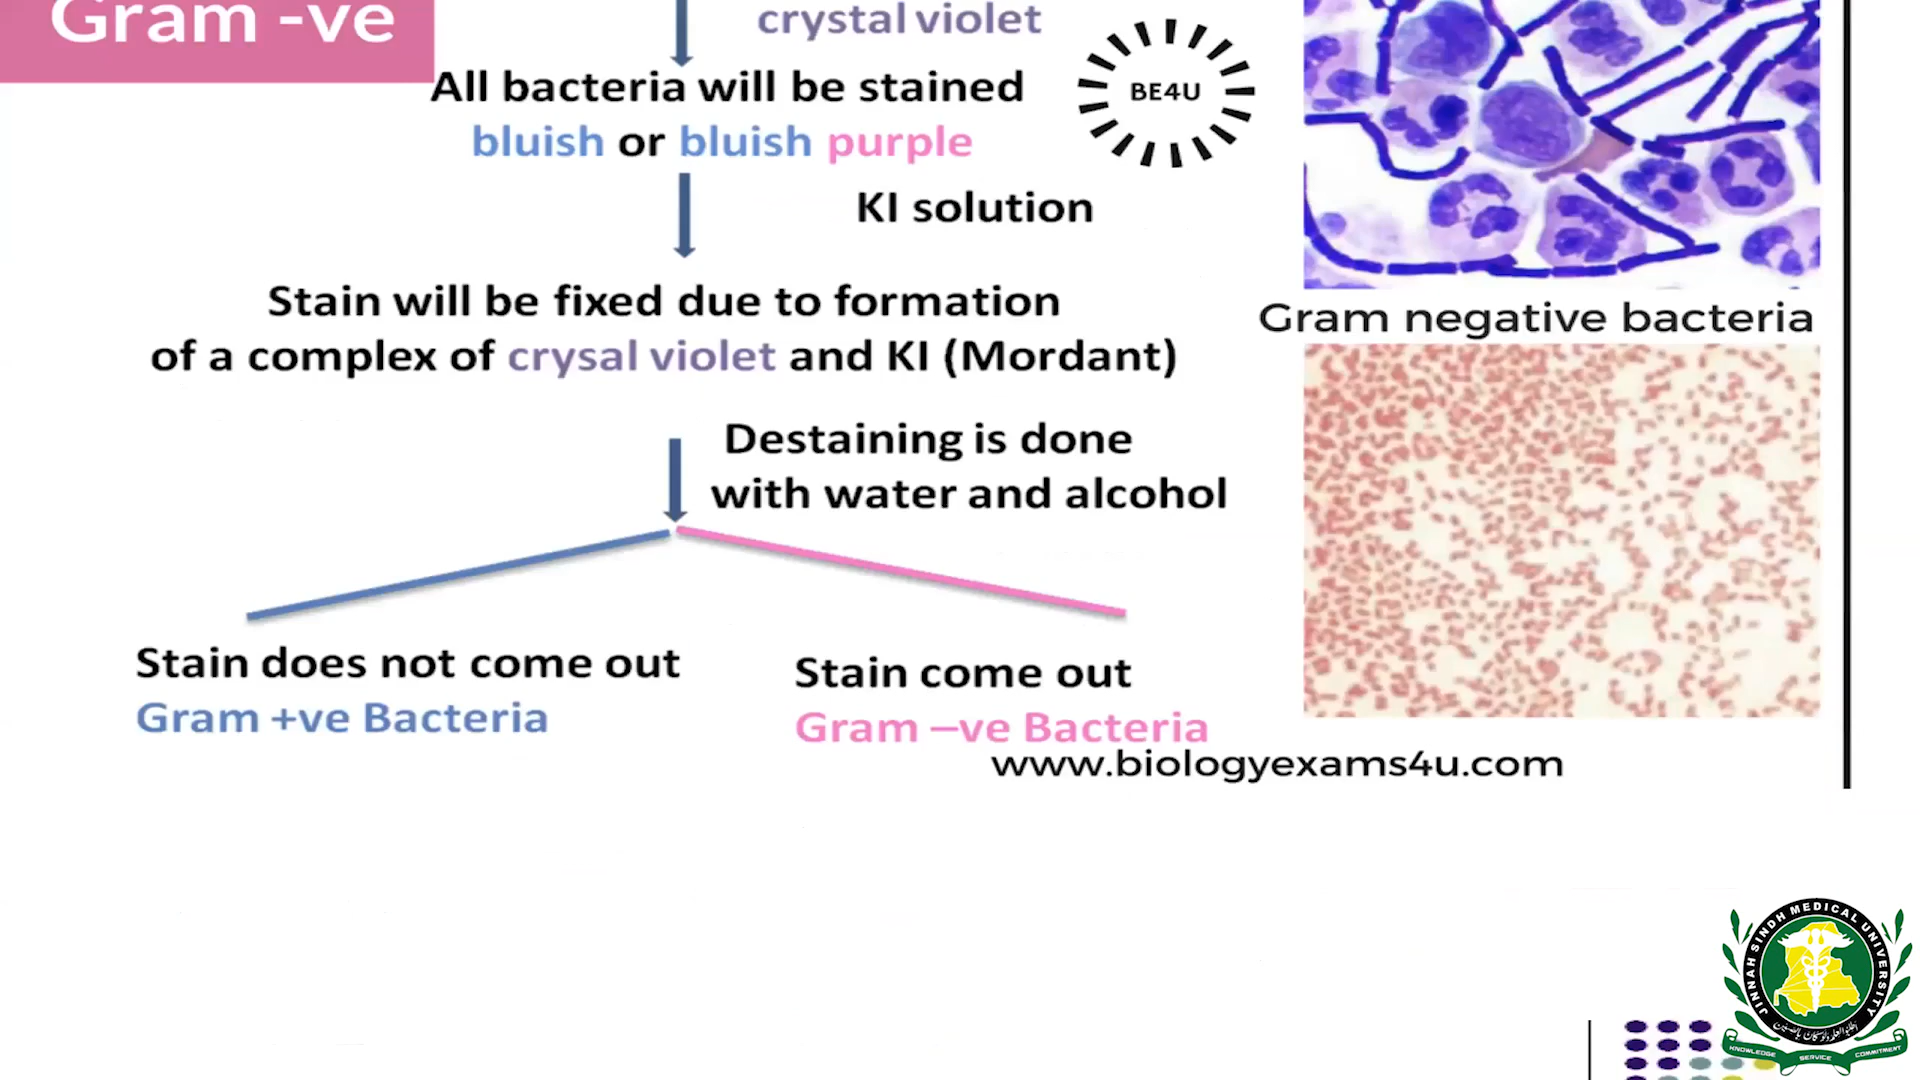 Gram -ve
crystal violet
All bacteria will be stained
bluish or bluish purple
BE4U
KI solution
Stain will be fixed due to formation
of a complex of crysal violet and KI (Mordant)
Gram negative bacteria
Destaining is done
with water and alcohol
Stain does not come out
Gram +ve Bacteria
Stain come out
Gram –ve Bacteria
www.biologyexams4u.com
JINNAH SINDH MEDICAL UNIVERSITY
KNOWLEDGE SERVICE COMMITMENT